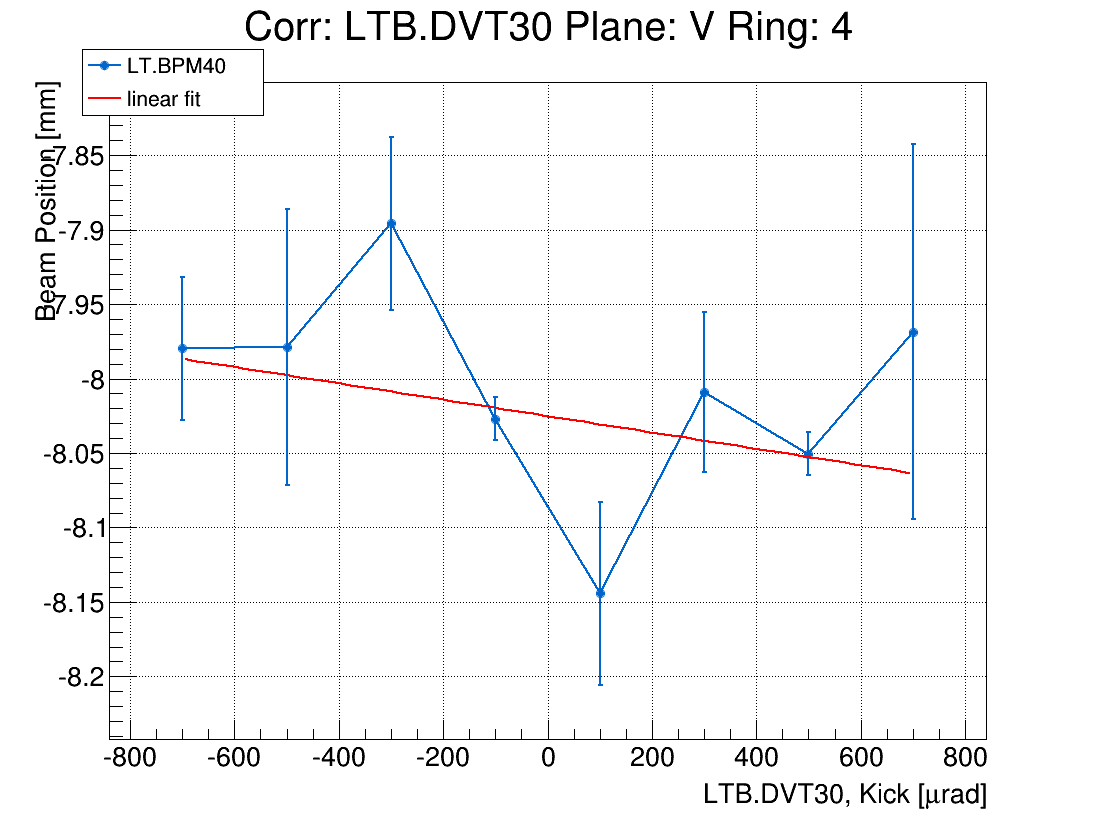 Corr: LTB.DVT30 Plane: V Ring: 4
LT.BPM40
linear fit
Beam Position [mm]
-7.85
-7.9
-7.95
-8
-8.05
-8.1
-8.15
-8.2
-800 -600 -400 -200 0 200 400 600 800
LTB.DVT30, Kick [μrad]